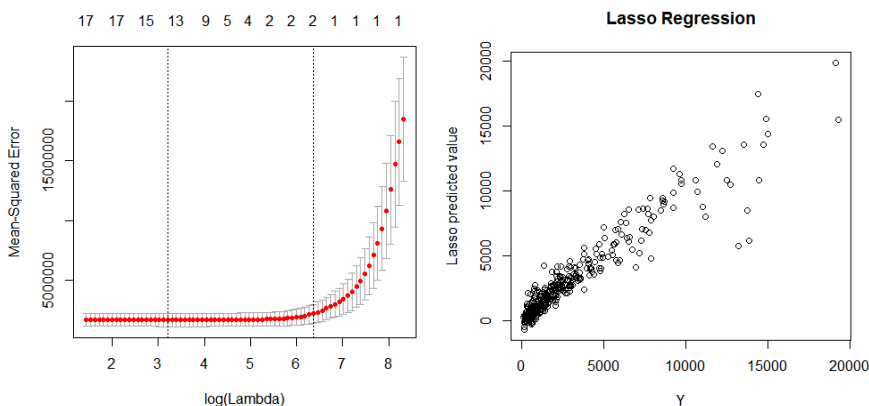 17 17 15 13 9 5 4 2 2 2 1 1 1 1
Mean-Squared Error
5000000 15000000
2 3 4 5 6 7 8
log(Lambda)
Lasso Regression
Lasso predicted value
0 5000 10000 15000 20000
0 5000 10000 15000 20000
Y